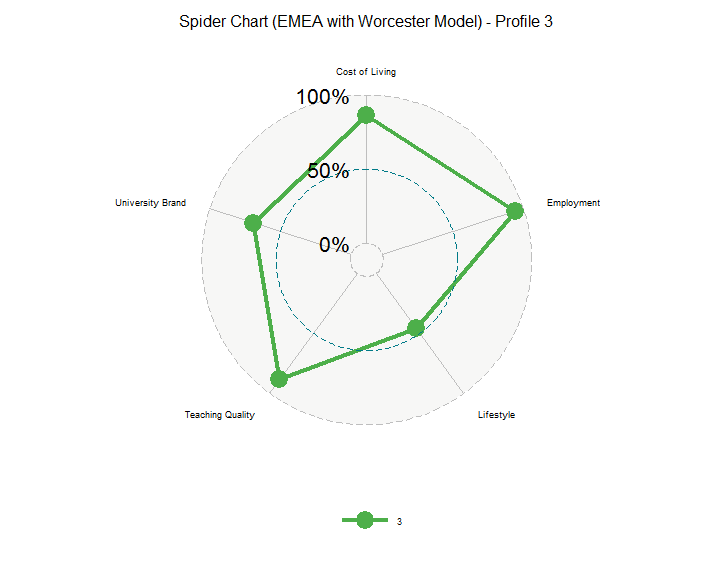 Spider Chart (EMEA with Worcester Model) - Profile 3
Cost of Living
100%
50%
University Brand
Employment
0%
Teaching Quality
Lifestyle
3